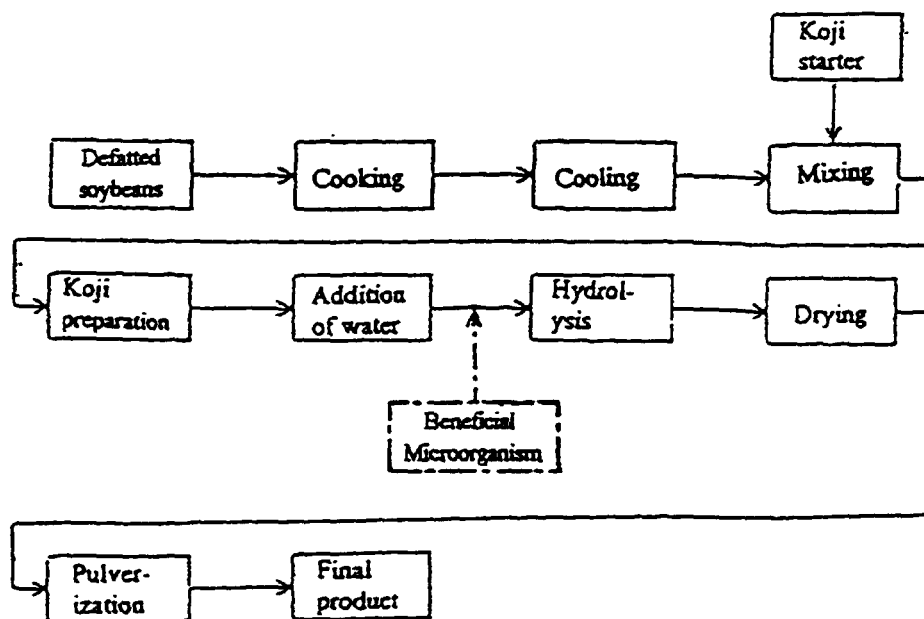 Koji
starter
Defatted
soybeans
Cooking
Cooling
Mixing
Koji
preparation
Addition
of water
Hydrol-
ysis
Drying
Beneficial
Microorganism
Pulver-
ization
Final
product